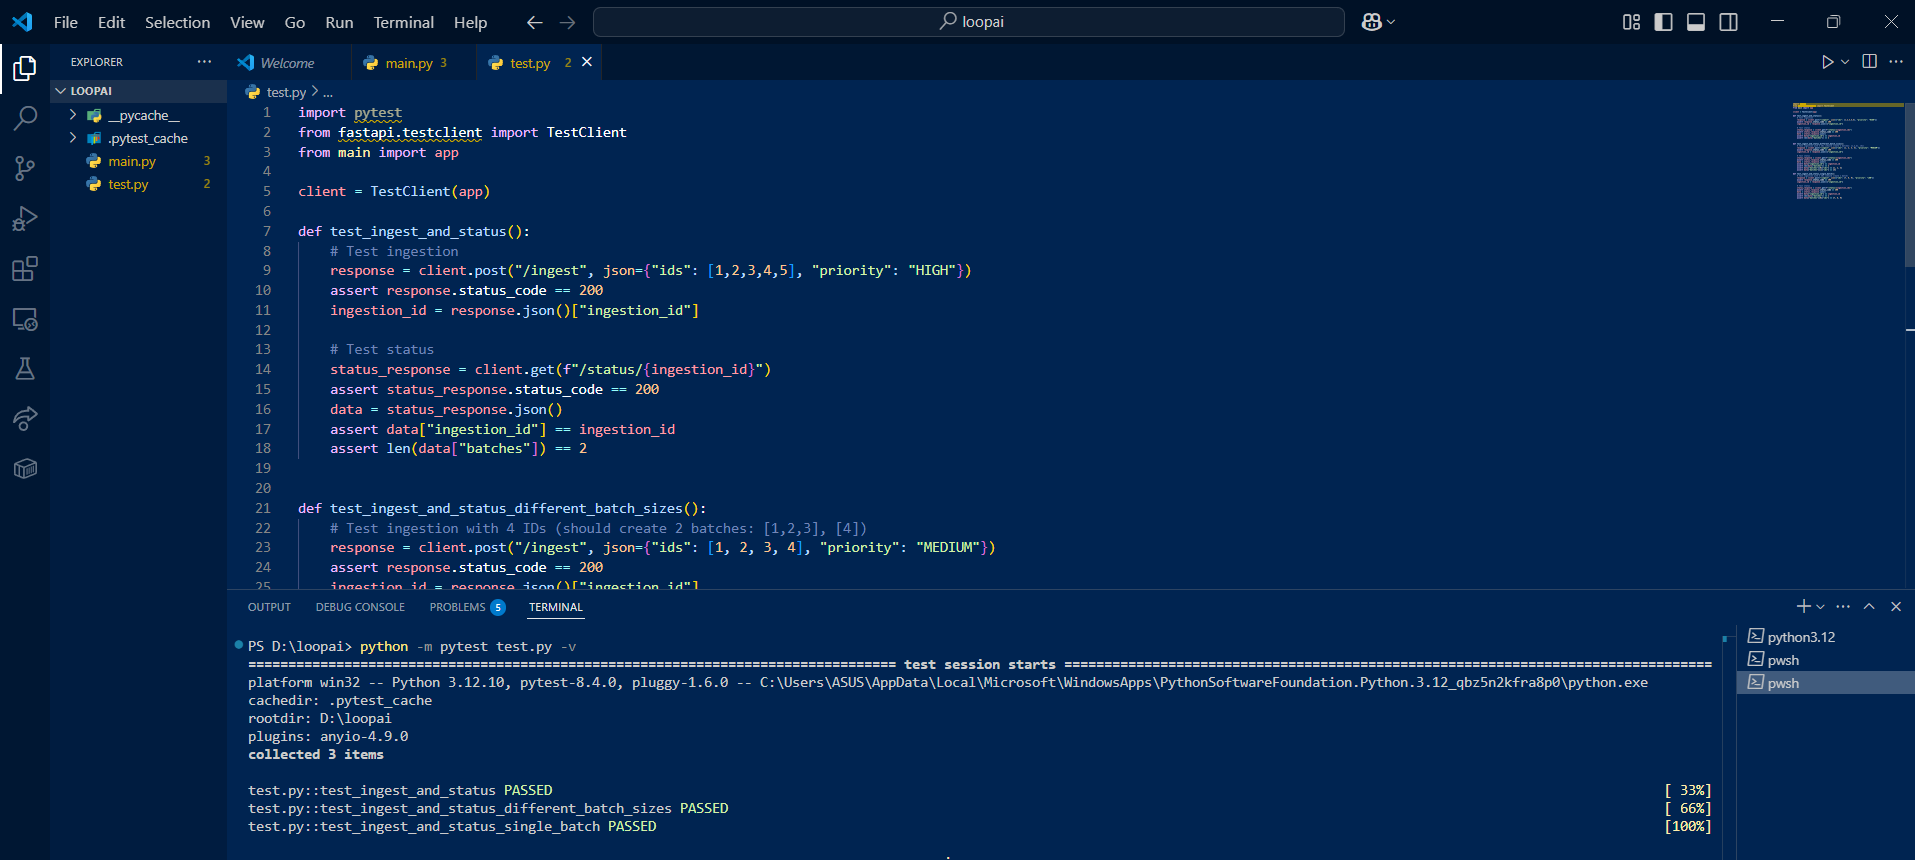 File Edit Selection View Go Run Terminal Help loopai
EXPLORER
Welcome main.py 3 test.py 2
LOOPAI
__pycache__
.pytest_cache
main.py 3
test.py 2
test.py > ...
1 import pytest
2 from fastapi.testclient import TestClient
3 from main import app
4
5 client = TestClient(app)
6
7 def test_ingest_and_status():
8 # Test ingestion
9 response = client.post("/ingest", json={"ids": [1,2,3,4,5], "priority": "HIGH"})
10 assert response.status_code == 200
11 ingestion_id = response.json()["ingestion_id"]
12
13 # Test status
14 status_response = client.get(f"/status/{ingestion_id}")
15 assert status_response.status_code == 200
16 data = status_response.json()
17 assert data["ingestion_id"] == ingestion_id
18 assert len(data["batches"]) == 2
19
20
21 def test_ingest_and_status_different_batch_sizes():
22 # Test ingestion with 4 IDs (should create 2 batches: [1,2,3], [4])
23 response = client.post("/ingest", json={"ids": [1, 2, 3, 4], "priority": "MEDIUM"})
24 assert response.status_code == 200
25 ingestion_id = response.json()["ingestion_id"]
OUTPUT DEBUG CONSOLE PROBLEMS 5 TERMINAL
PS D:\loopai> python -m pytest test.py -v
================================================================================= test session starts =================================================================================
platform win32 -- Python 3.12.10, pytest-8.4.0, pluggy-1.6.0 -- C:\Users\ASUS\AppData\Local\Microsoft\WindowsApps\PythonSoftwareFoundation.Python.3.12_qbz5n2kfra8p0\python.exe
cachedir: .pytest_cache
rootdir: D:\loopai
plugins: anyio-4.9.0
collected 3 items
test.py::test_ingest_and_status PASSED [ 33%]
test.py::test_ingest_and_status_different_batch_sizes PASSED [ 66%]
test.py::test_ingest_and_status_single_batch PASSED [100%]
python3.12
pwsh
pwsh